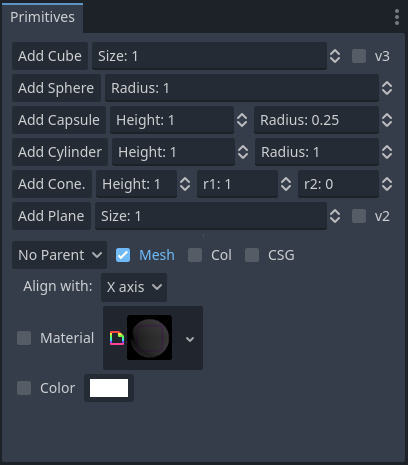 Primitives
Add Cube Size: 1 v3
Add Sphere Radius: 1
Add Capsule Height: 1 Radius: 0.25
Add Cylinder Height: 1 Radius: 1
Add Cone. Height: 1 r1: 1 r2: 0
Add Plane Size: 1 v2
No Parent Mesh Col CSG
Align with: X axis
Material
Color